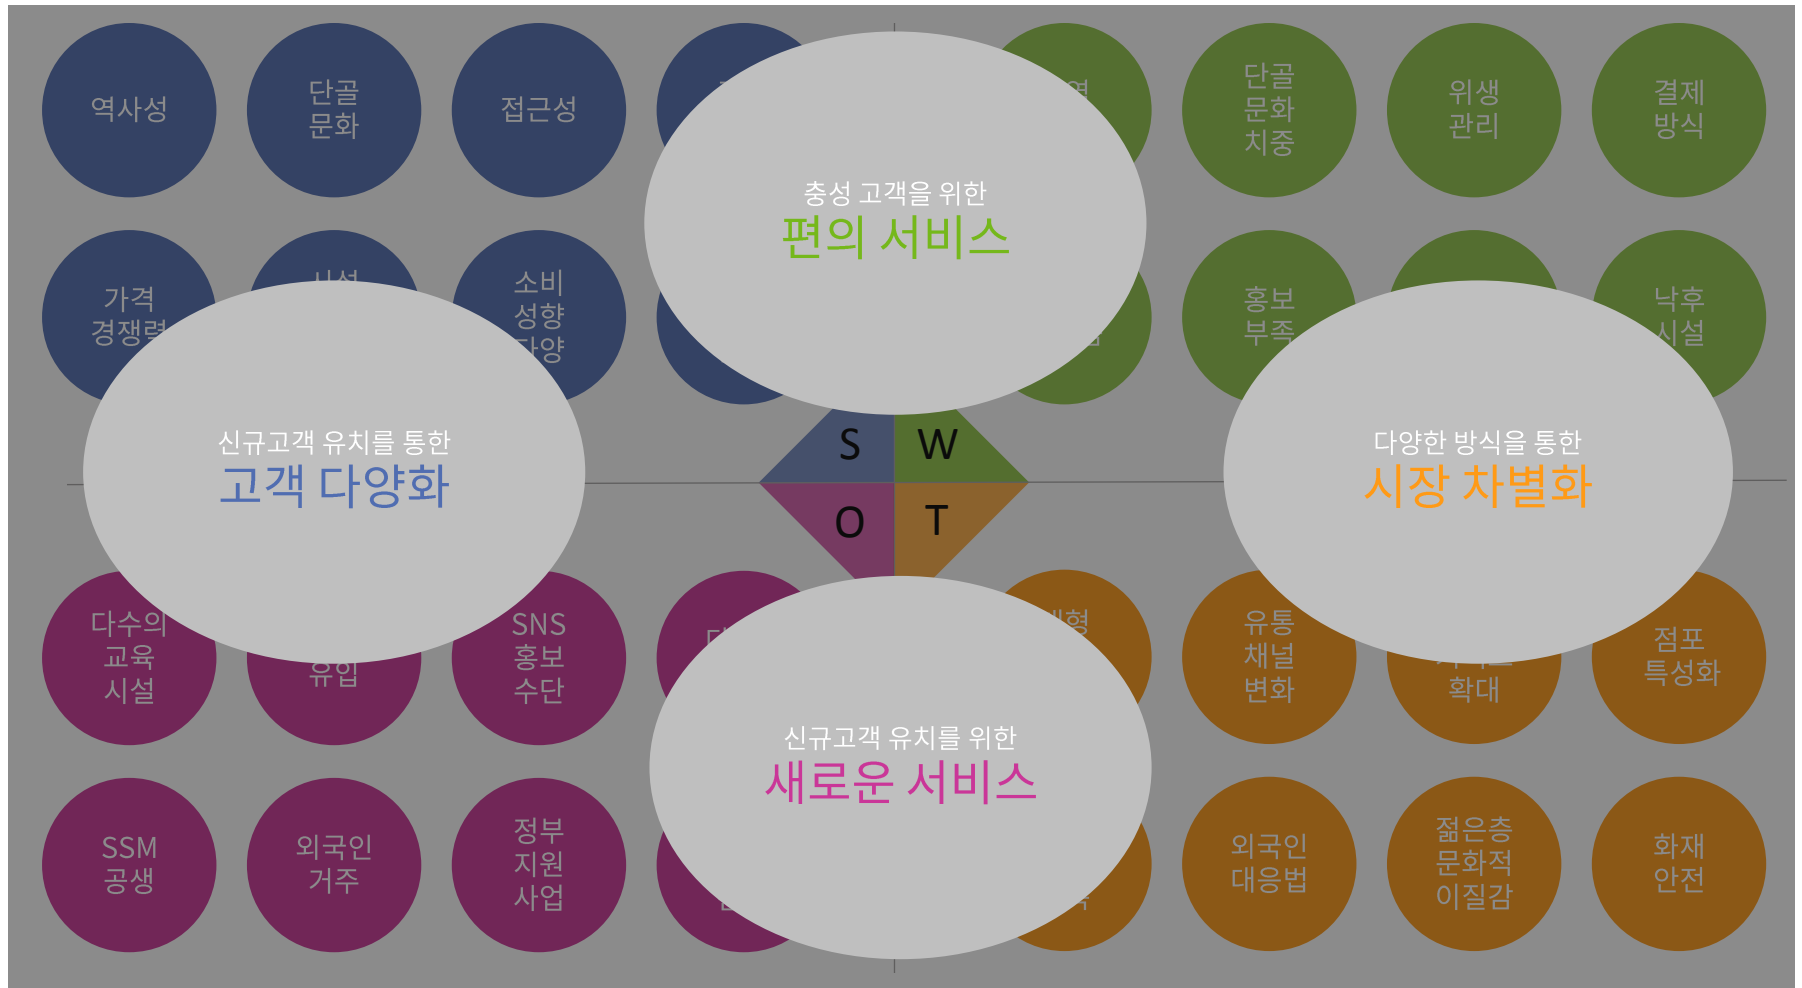 역사성
단골
문화
접근성
단골
문화
치중
위생
관리
결제
방식
충성 고객을 위한
편의 서비스
가격
경쟁력
소비
성향
다양
홍보
부족
낙후
시설
신규고객 유치를 통한
고객 다양화
S W
O T
다양한 방식을 통한
시장 차별화
다수의
교육
시설
유입
SNS
홍보
수단
유통
채널
변화
확대
점포
특성화
신규고객 유치를 위한
새로운 서비스
SSM
공생
외국인
거주
정부
지원
사업
외국인
대응법
젊은층
문화적
이질감
화재
안전